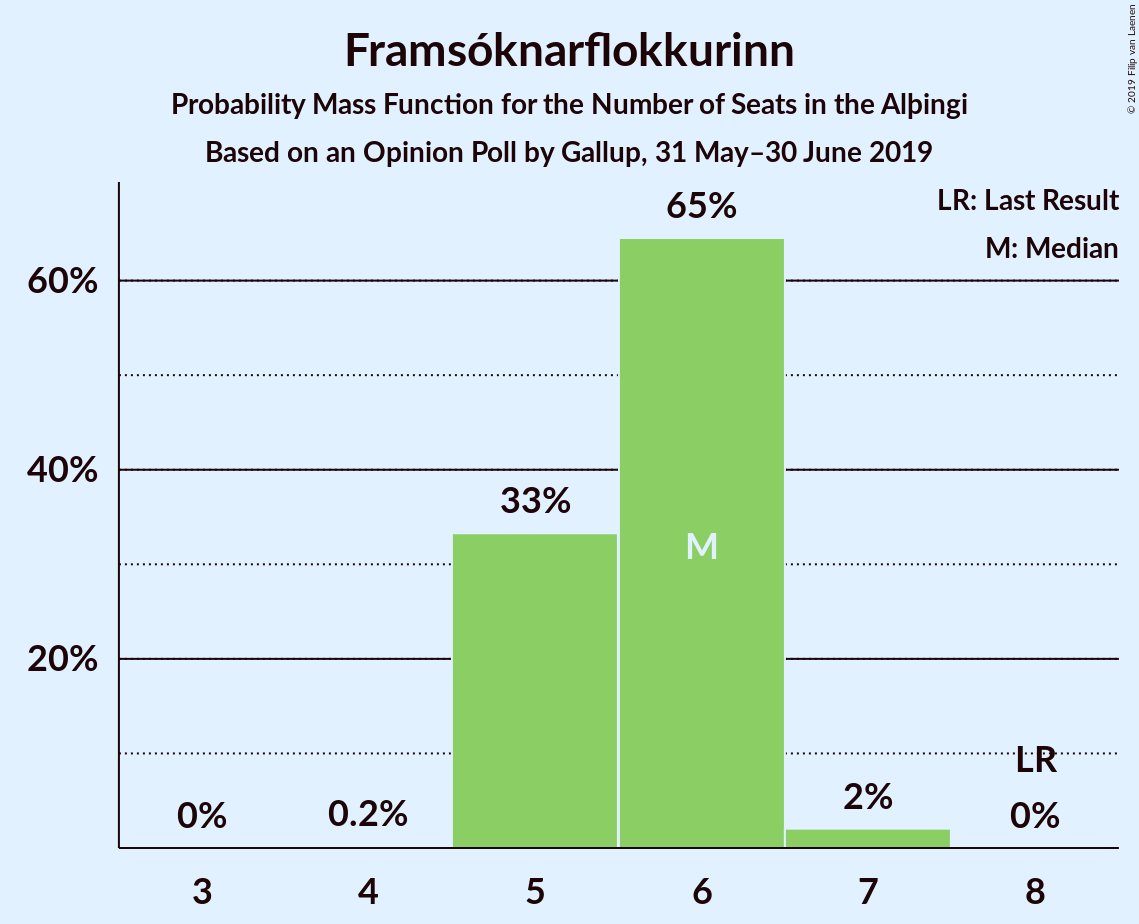 Framsóknarflokkurinn
Probability Mass Function for the Number of Seats in the Alþingi
Based on an Opinion Poll by Gallup, 31 May–30 June 2019
© 2019 Filip van Laenen
LR: Last Result
M: Median
60%
40%
20%
0%
0.2%
33%
65%
M
2%
LR
0%
3
4
5
6
7
8